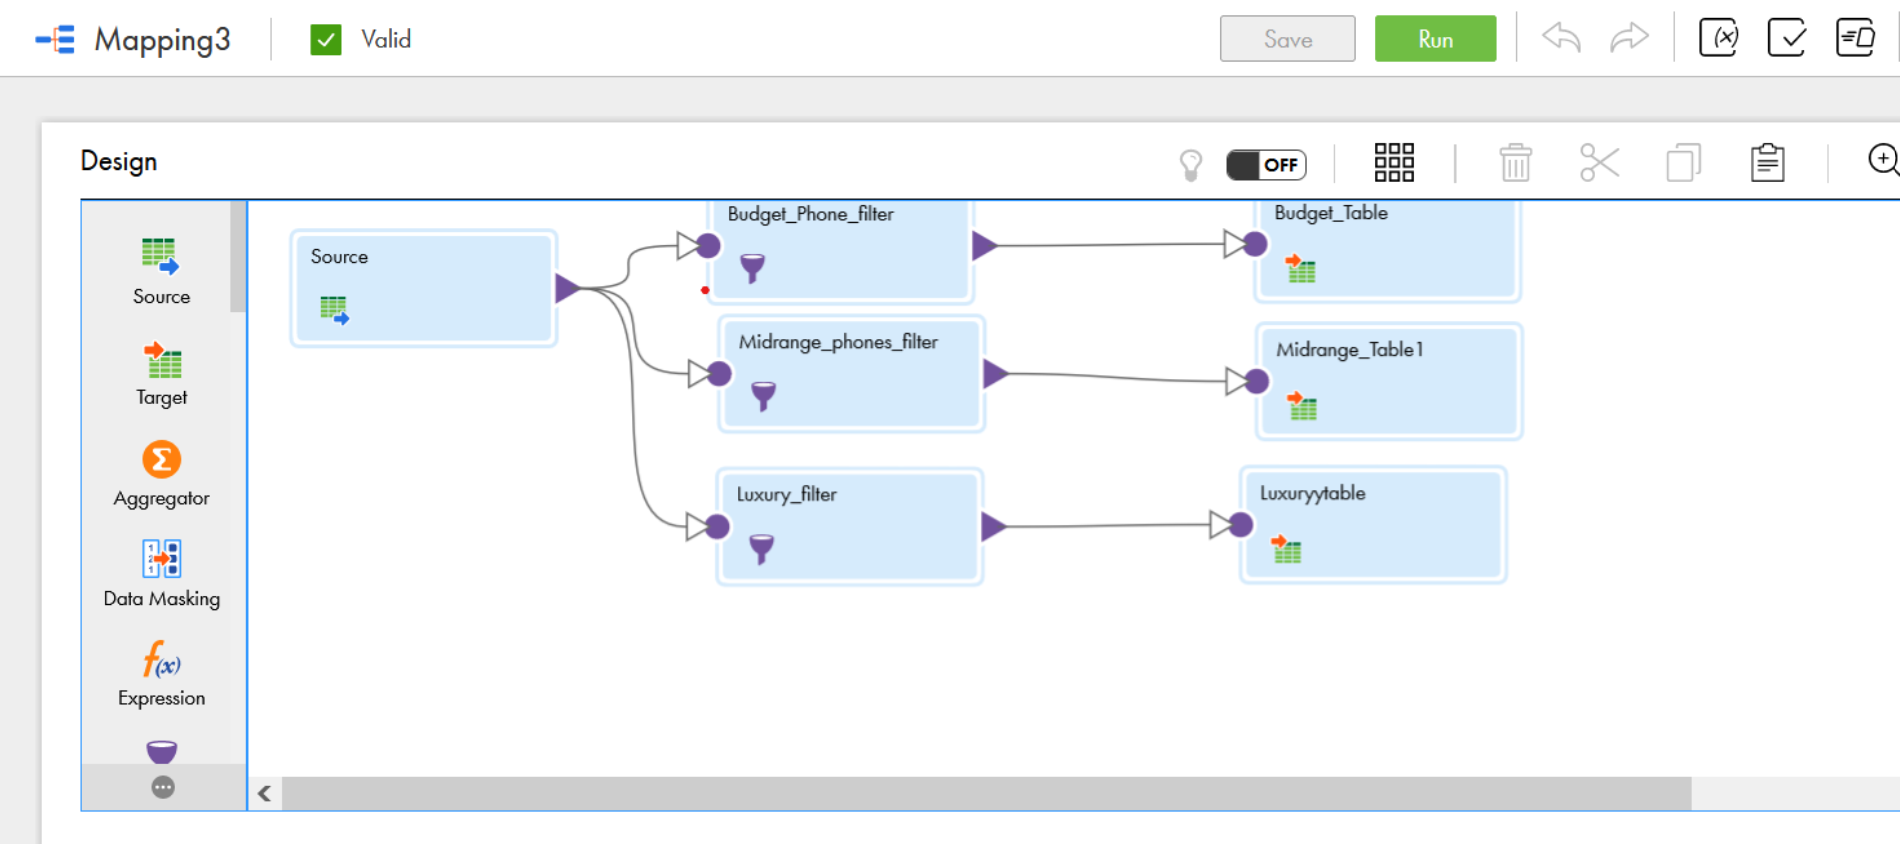 Mapping3
Valid
Save
Run
Design
OFF
Source
Target
Aggregator
Data Masking
Expression
Source
Budget_Phone_filter
Budget_Table
Midrange_phones_filter
Midrange_Table1
Luxury_filter
Luxuryytable